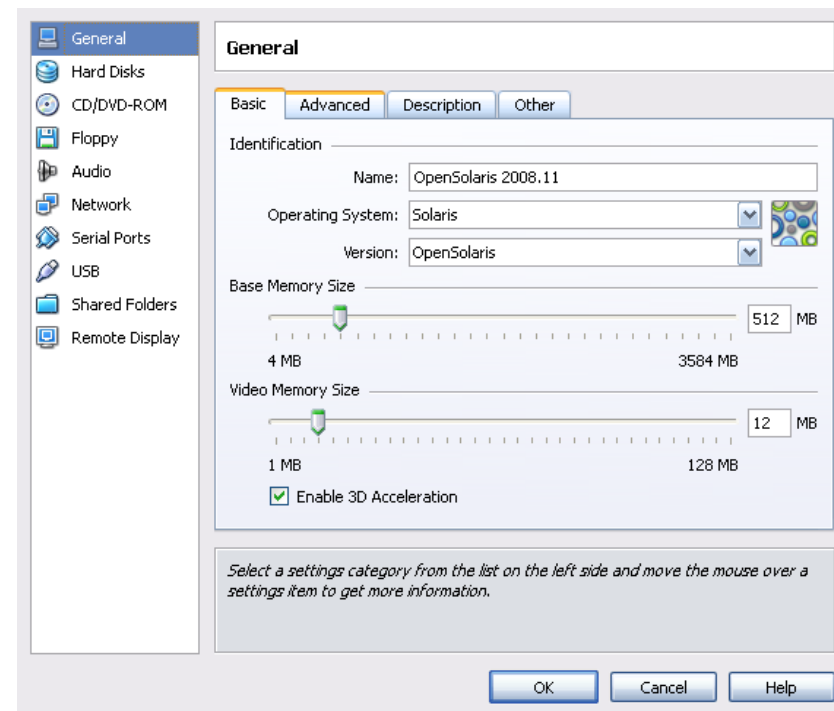 General
Hard Disks
CD/DVD-ROM
Floppy
Audio
Network
Serial Ports
USB
Shared Folders
Remote Display
General
Basic Advanced Description Other
Identification
Name: OpenSolaris 2008.11
Operating System: Solaris
Version: OpenSolaris
Base Memory Size
512 MB
4 MB 3584 MB
Video Memory Size
12 MB
1 MB 128 MB
Enable 3D Acceleration
Select a settings category from the list on the left side and move the mouse over a
settings item to get more information.
OK Cancel Help